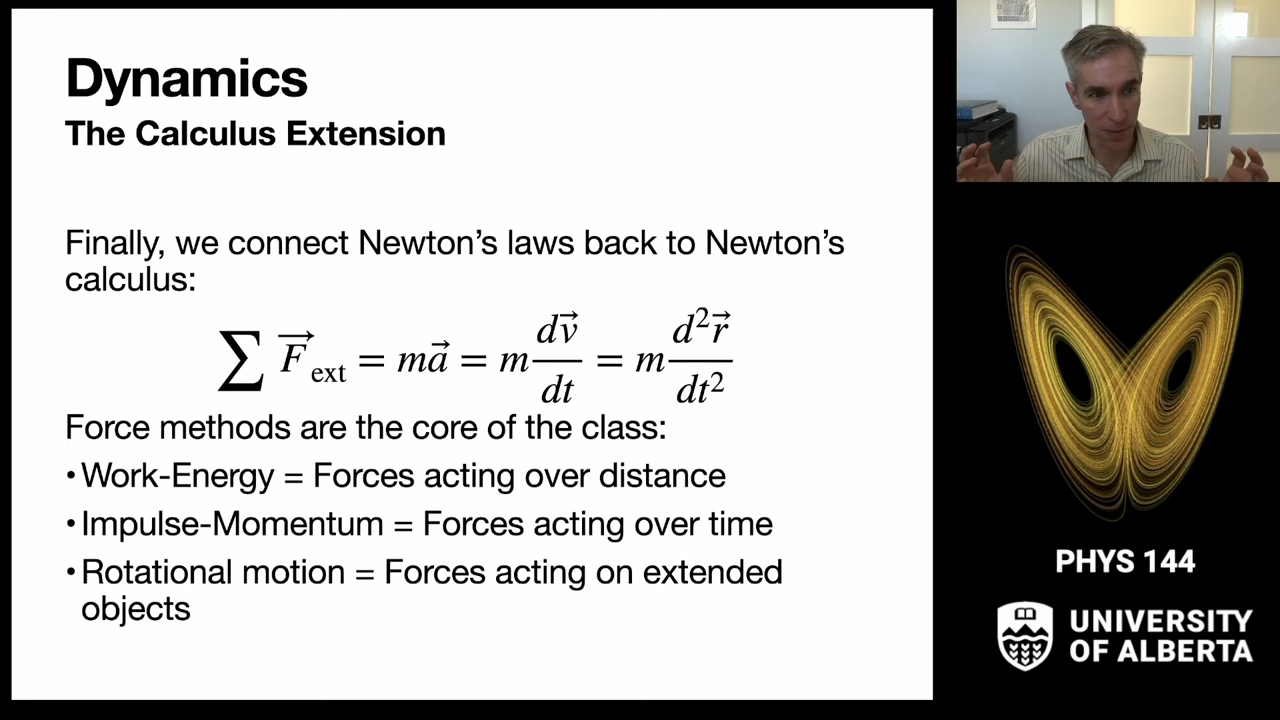 Dynamics
The Calculus Extension
Finally, we connect Newton’s laws back to Newton’s
calculus:
∑ F⃗ₑₓₜ = ma⃗ = m dv⃗/dt = m d²r⃗/dt²
Force methods are the core of the class:
• Work-Energy = Forces acting over distance
• Impulse-Momentum = Forces acting over time
• Rotational motion = Forces acting on extended
objects
PHYS 144
UNIVERSITY
OF ALBERTA